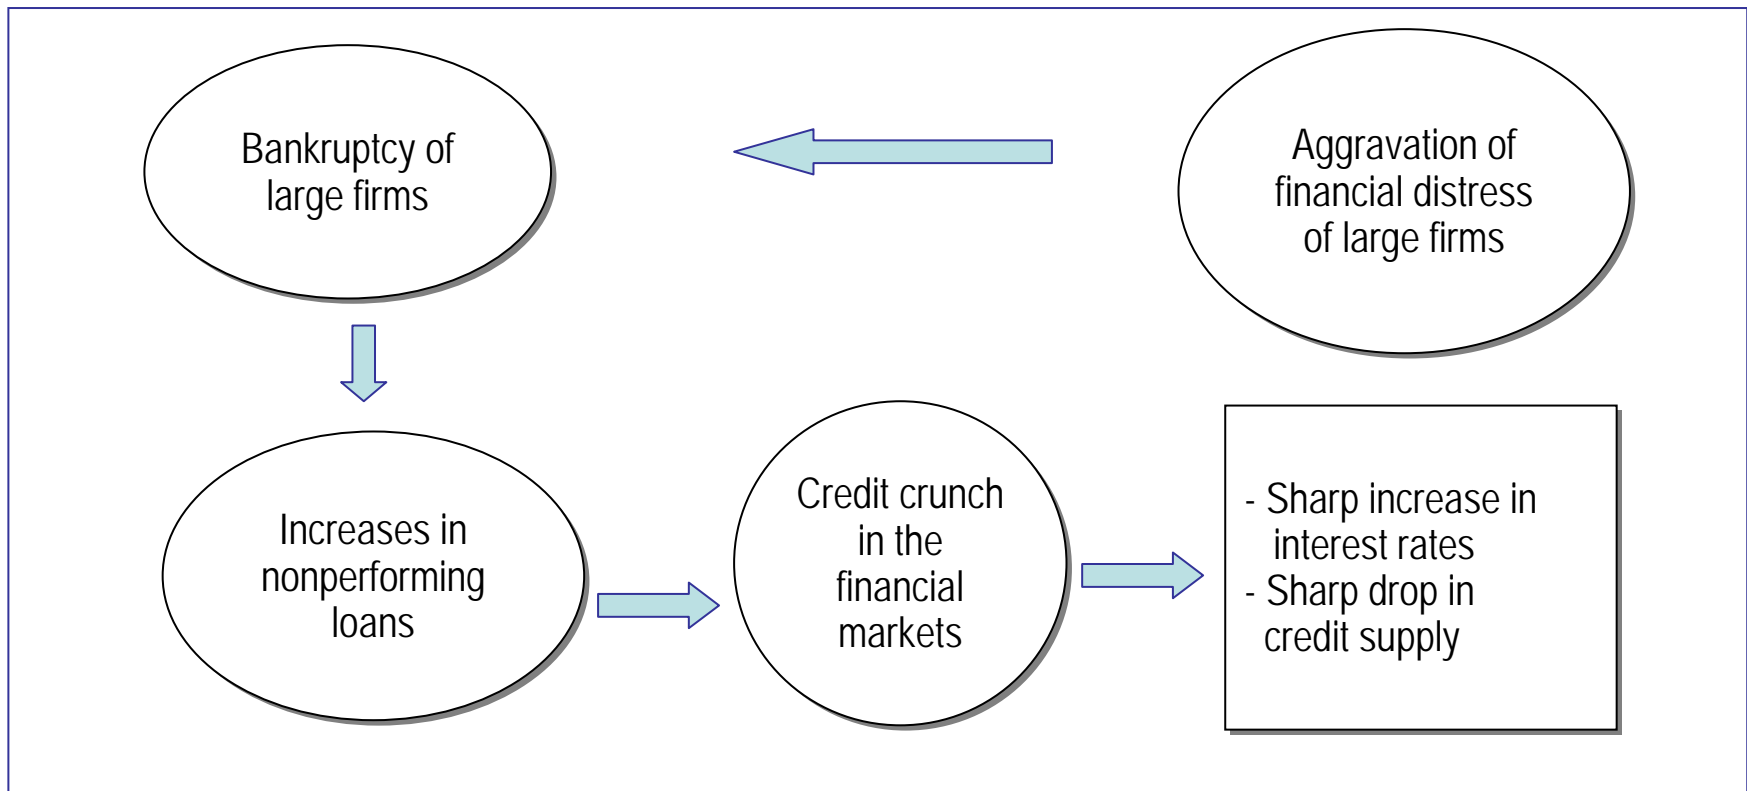 Bankruptcy of
large firms
Aggravation of
financial distress
of large firms
Increases in
nonperforming
loans
Credit crunch
in the
financial
markets
- Sharp increase in
interest rates
- Sharp drop in
credit supply